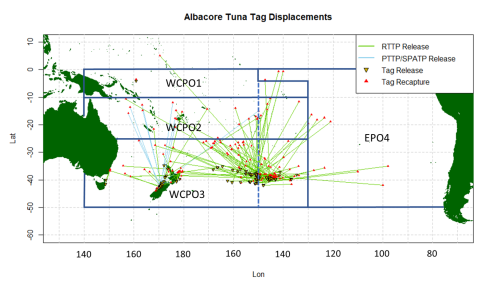 Albacore Tuna Tag Displacements
RTTP Release
PTTP/SPATP Release
Tag Release
Tag Recapture
WCPO1
WCPO2
WCPO3
EPO4
Lat
10
0
-10
-20
-30
-40
-50
-60
140 160 180 160 140 120 100 80
Lon